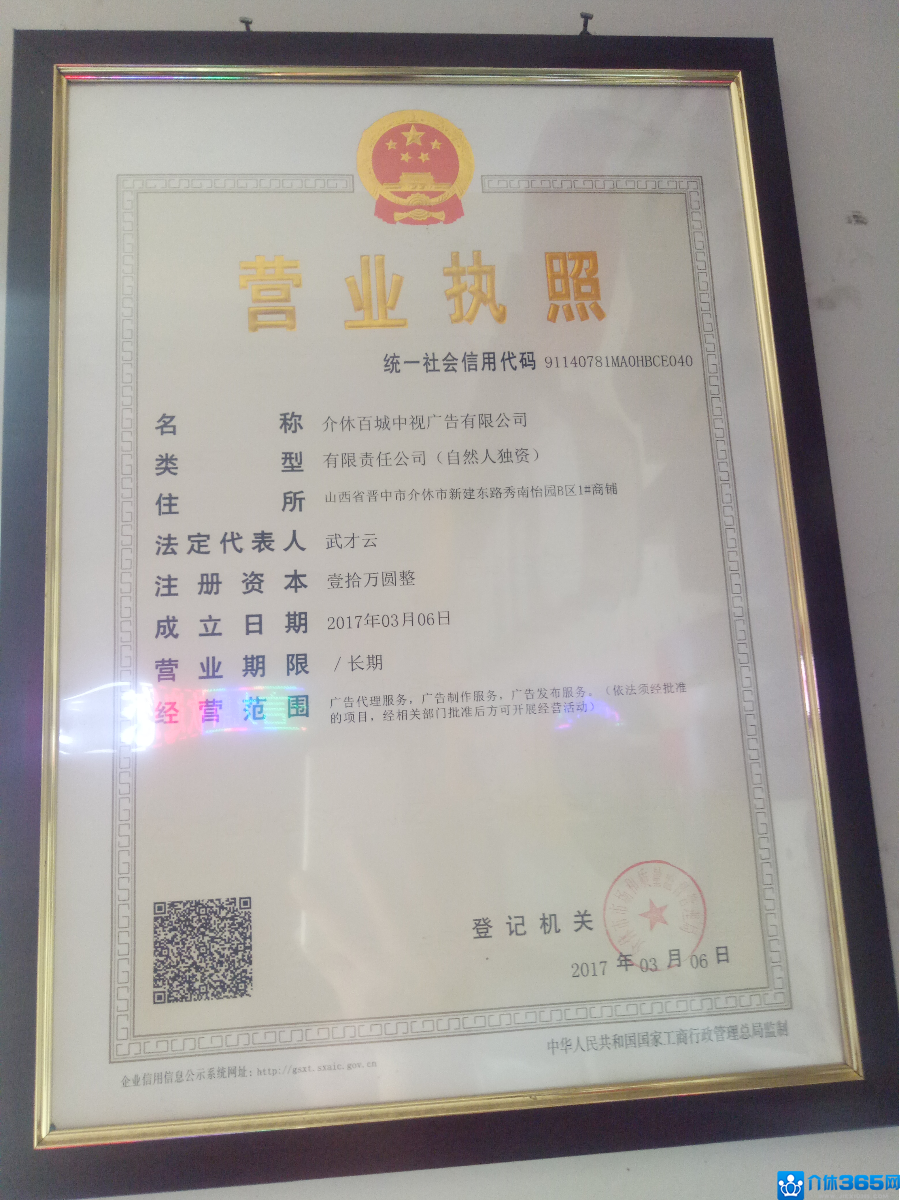 营业执照
统一社会信用代码 91140781MA0HBCE040
名称 介休百城中视广告有限公司
类型 有限责任公司（自然人独资）
住所 山西省晋中市介休市新建东路秀南怡园B区1#商铺
法定代表人 武才云
注册资本 壹拾万圆整
成立日期 2017年03月06日
营业期限 / 长期
经营范围 广告代理服务，广告制作服务，广告发布服务。（依法须经批准
的项目，经相关部门批准后方可开展经营活动）
登记机关
2017 年 03 月 06 日
中华人民共和国国家工商行政管理总局监制
企业信用信息公示系统网址：http://gsxt.sxaic.gov.cn
介休365网